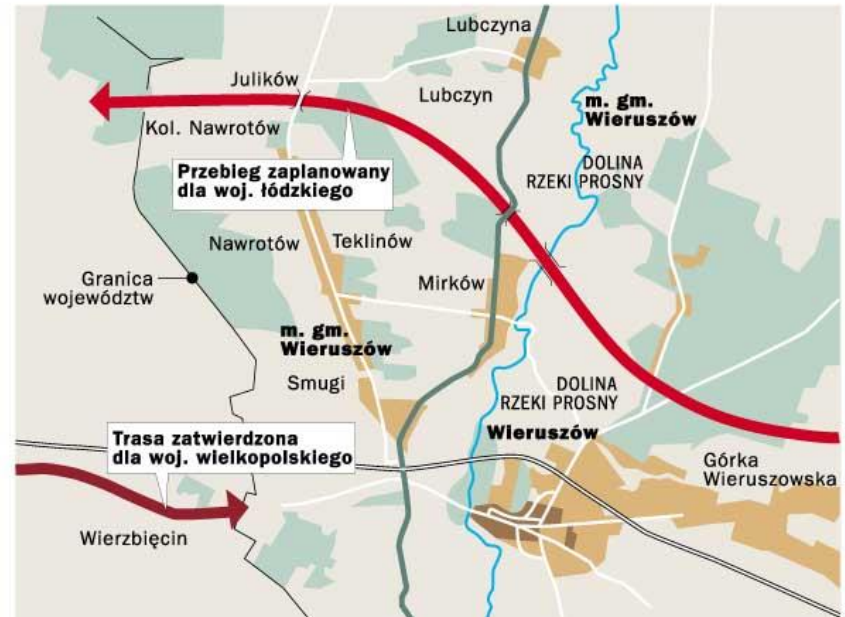 Lubczyna
Julików
Lubczyn
m. gm.
Wieruszów
Kol. Nawrotów
Przebieg zaplanowany
dla woj. łódzkiego
DOLINA
RZEKI PROSNY
Nawrotów
Teklinów
Granica
województw
Mirków
m. gm.
Wieruszów
Smugi
DOLINA
RZEKI PROSNY
Wieruszów
Trasa zatwierdzona
dla woj. wielkopolskiego
Górka
Wieruszowska
Wierzbięcin